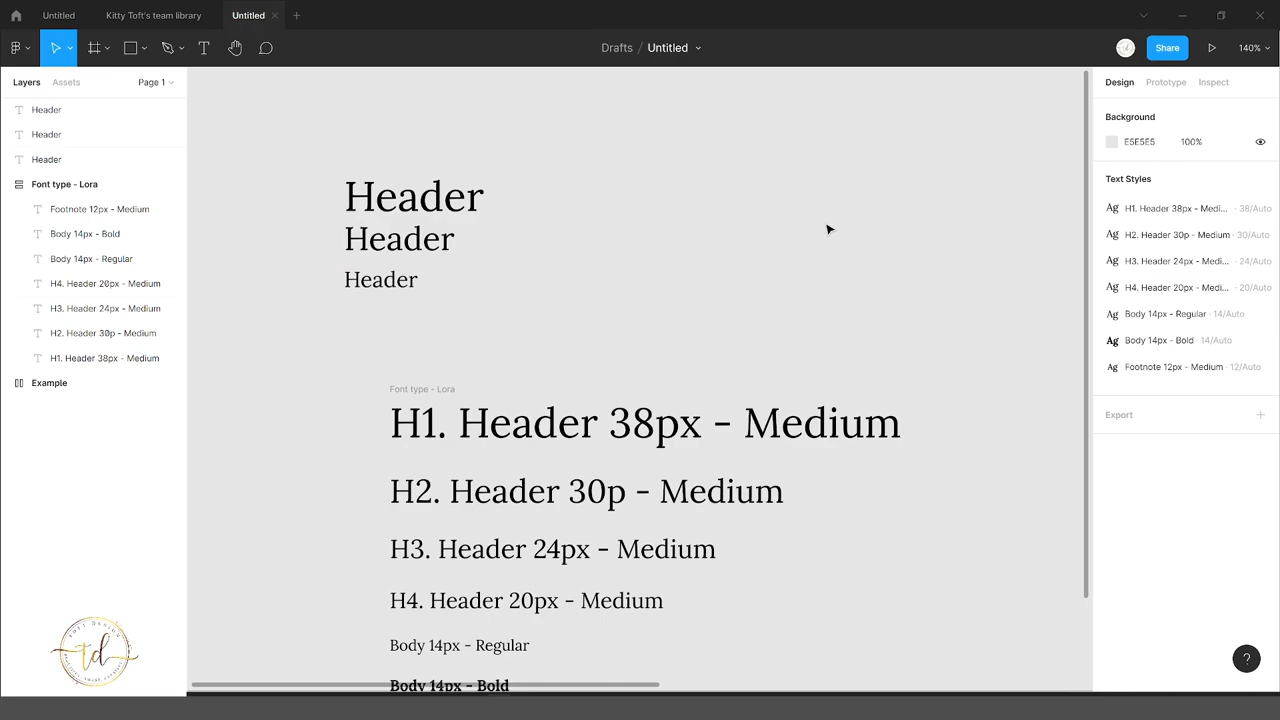 Untitled
Kitty Toft's team library
Untitled
Drafts / Untitled
Share
140%
Layers
Assets
Page 1
Header
Header
Header
Font type - Lora
Footnote 12px - Medium
Body 14px - Bold
Body 14px - Regular
H4. Header 20px - Medium
H3. Header 24px - Medium
H2. Header 30p - Medium
H1. Header 38px - Medium
Example
td
Header
Header
Header
Font type - Lora
H1. Header 38px - Medium
H2. Header 30p - Medium
H3. Header 24px - Medium
H4. Header 20px - Medium
Body 14px - Regular
Body 14px - Bold
Design
Prototype
Inspect
Background
E5E5E5 100%
Text Styles
Ag H1. Header 38px - Medi... · 38/Auto
Ag H2. Header 30p - Medium · 30/Auto
Ag H3. Header 24px - Medi... · 24/Auto
Ag H4. Header 20px - Medi... · 20/Auto
Ag Body 14px - Regular · 14/Auto
Ag Body 14px - Bold · 14/Auto
Ag Footnote 12px - Medium · 12/Auto
Export
?